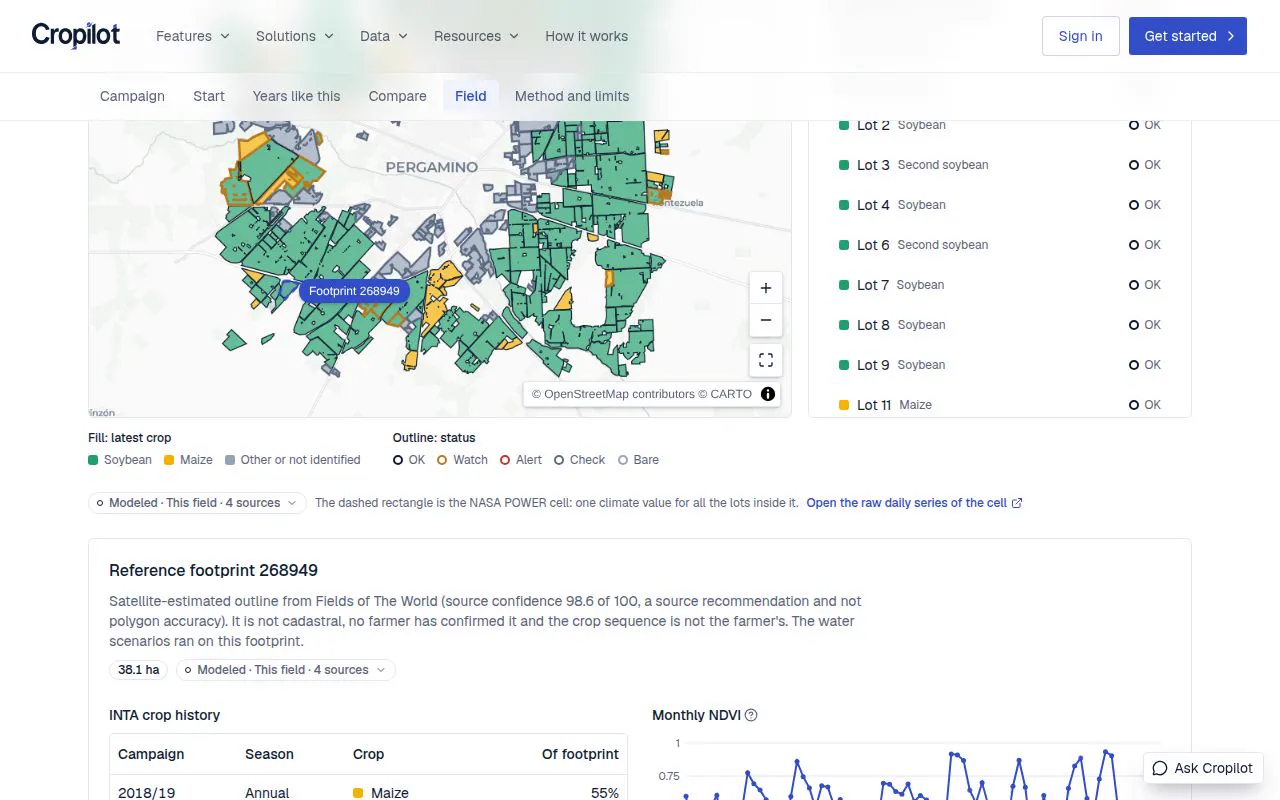 Cropilot
Features
Solutions
Data
Resources
How it works
Sign in
Get started
Campaign
Start
Years like this
Compare
Field
Method and limits
PERGAMINO
Footprint 268949
© OpenStreetMap contributors © CARTO
Lot 2 Soybean OK
Lot 3 Second soybean OK
Lot 4 Soybean OK
Lot 6 Second soybean OK
Lot 7 Soybean OK
Lot 8 Soybean OK
Lot 9 Soybean OK
Lot 11 Maize OK
Fill: latest crop
Soybean Maize Other or not identified
Outline: status
OK Watch Alert Check Bare
Modeled · This field · 4 sources
The dashed rectangle is the NASA POWER cell: one climate value for all the lots inside it. Open the raw daily series of the cell
Reference footprint 268949
Satellite-estimated outline from Fields of The World (source confidence 98.6 of 100, a source recommendation and not
polygon accuracy). It is not cadastral, no farmer has confirmed it and the crop sequence is not the farmer's. The water
scenarios ran on this footprint.
38.1 ha
Modeled · This field · 4 sources
INTA crop history
Campaign Season Crop Of footprint
2018/19 Annual Maize 55%
Monthly NDVI
1
0.75
Ask Cropilot